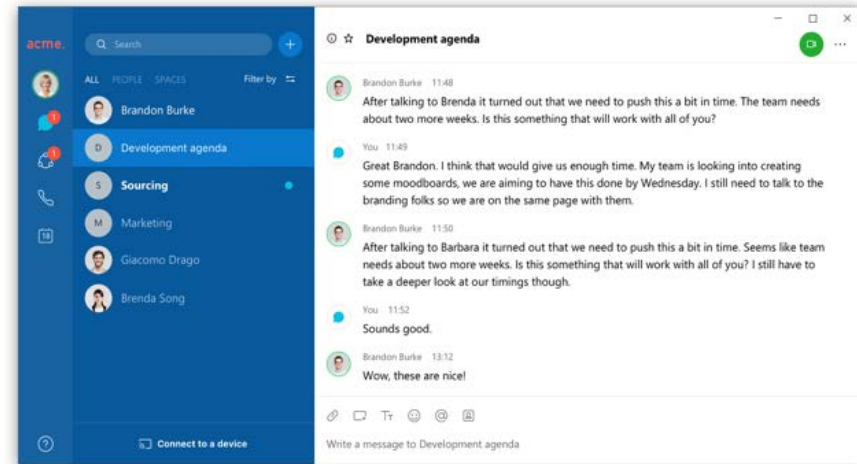 acme.
Search
ALL PEOPLE SPACES Filter by
Brandon Burke
D Development agenda
S Sourcing
M Marketing
Giacomo Drago
Brenda Song
1
1
18
Connect to a device
Development agenda
Brandon Burke 11:48
After talking to Brenda it turned out that we need to push this a bit in time. The team needs
about two more weeks. Is this something that will work with all of you?
You 11:49
Great Brandon. I think that would give us enough time. My team is looking into creating
some moodboards, we are aiming to have this done by Wednesday. I still need to talk to the
branding folks so we are on the same page with them.
Brandon Burke 11:50
After talking to Barbara it turned out that we need to push this a bit in time. Seems like team
needs about two more weeks. Is this something that will work with all of you? I still have to
take a deeper look at our timings though.
You 11:52
Sounds good.
Brandon Burke 13:12
Wow, these are nice!
Write a message to Development agenda